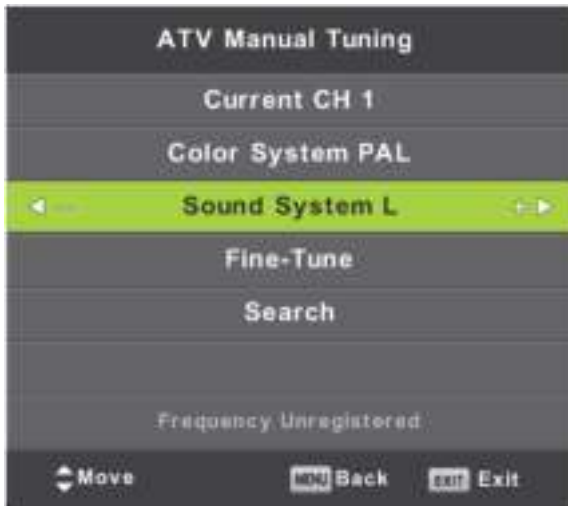 ATV Manual Tuning
Current CH 1
Color System PAL
Sound System L
Fine-Tune
Search
Frequency Unregistered
Move MENU Back EXIT Exit